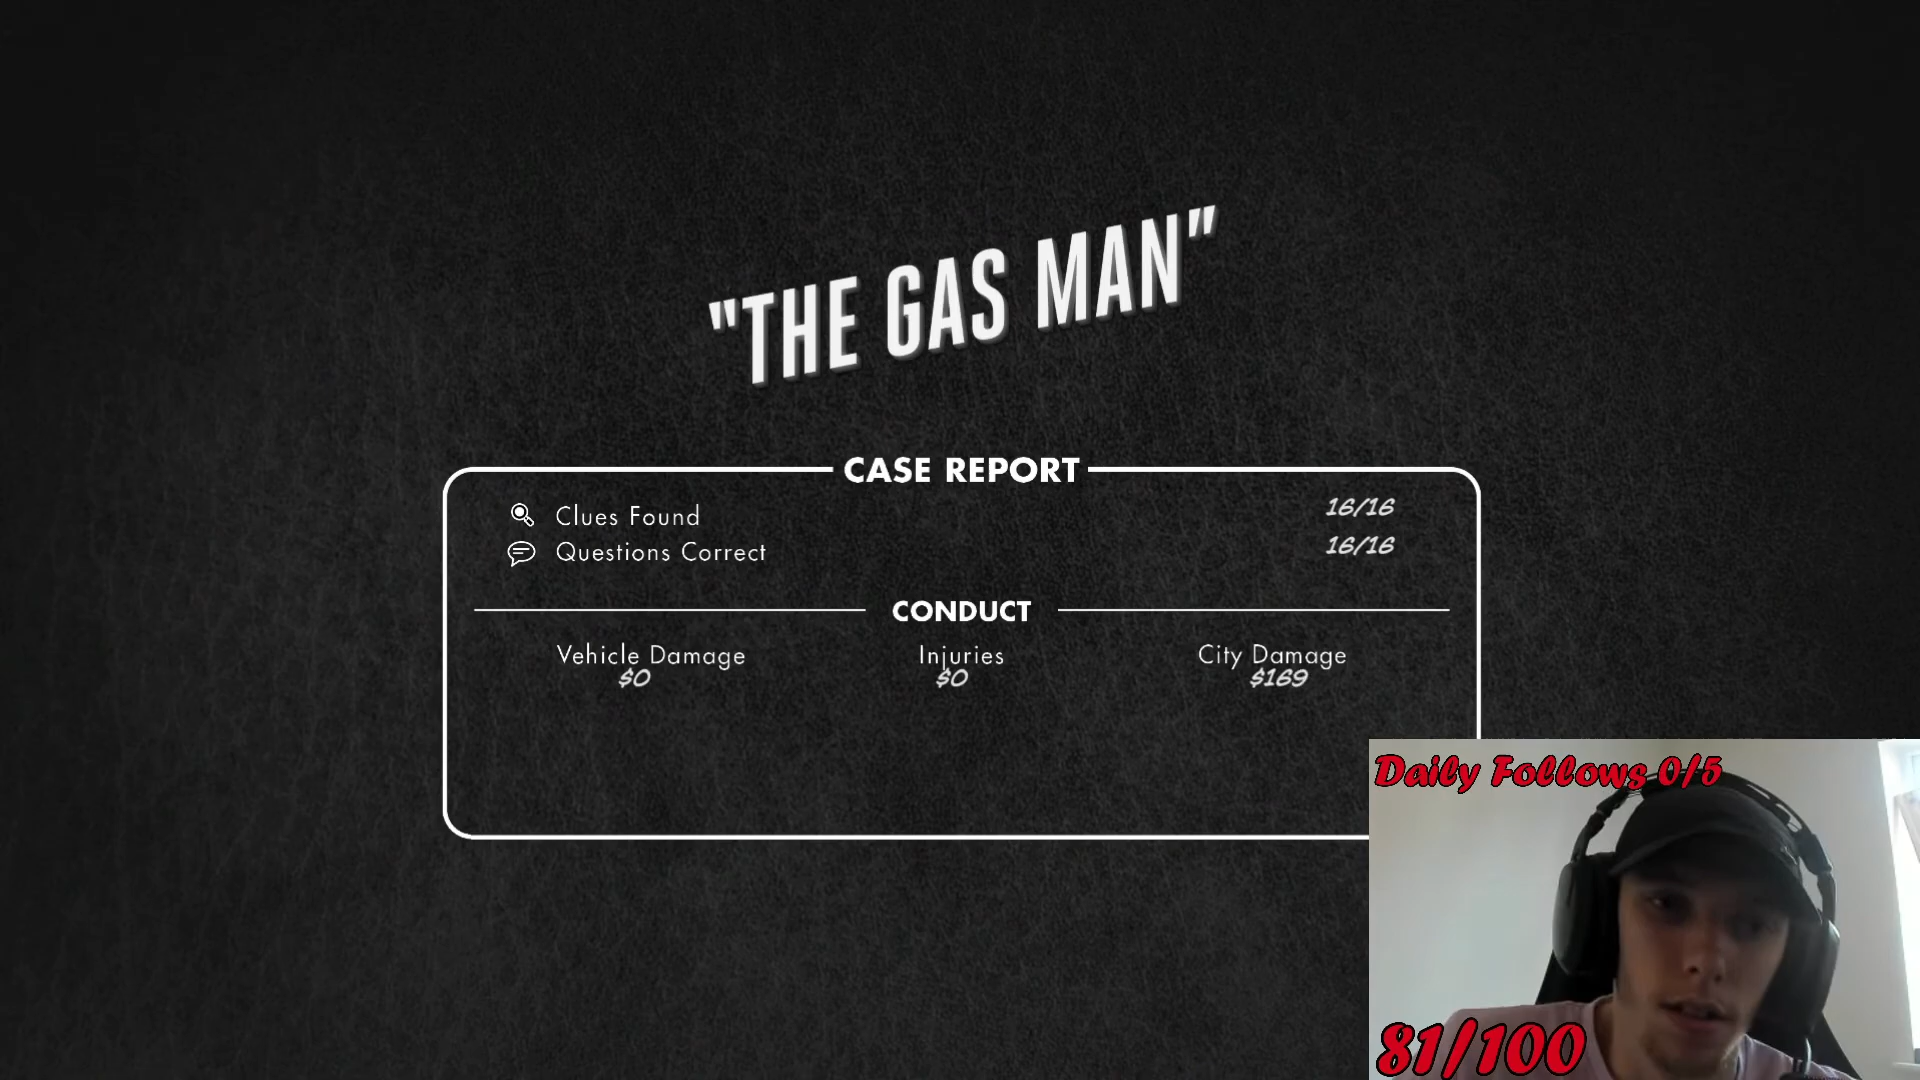 "THE GAS MAN"
CASE REPORT
Clues Found 16/16
Questions Correct 16/16
CONDUCT
Vehicle Damage Injuries City Damage
$0 $0 $169
Daily Follows 0/5
81/100